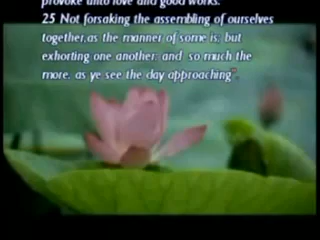 provoke unto love and good works.
25 Not forsaking the assembling of ourselves
together,as the manner of some is; but
exhorting one another: and so much the
more, as ye see the day approaching".